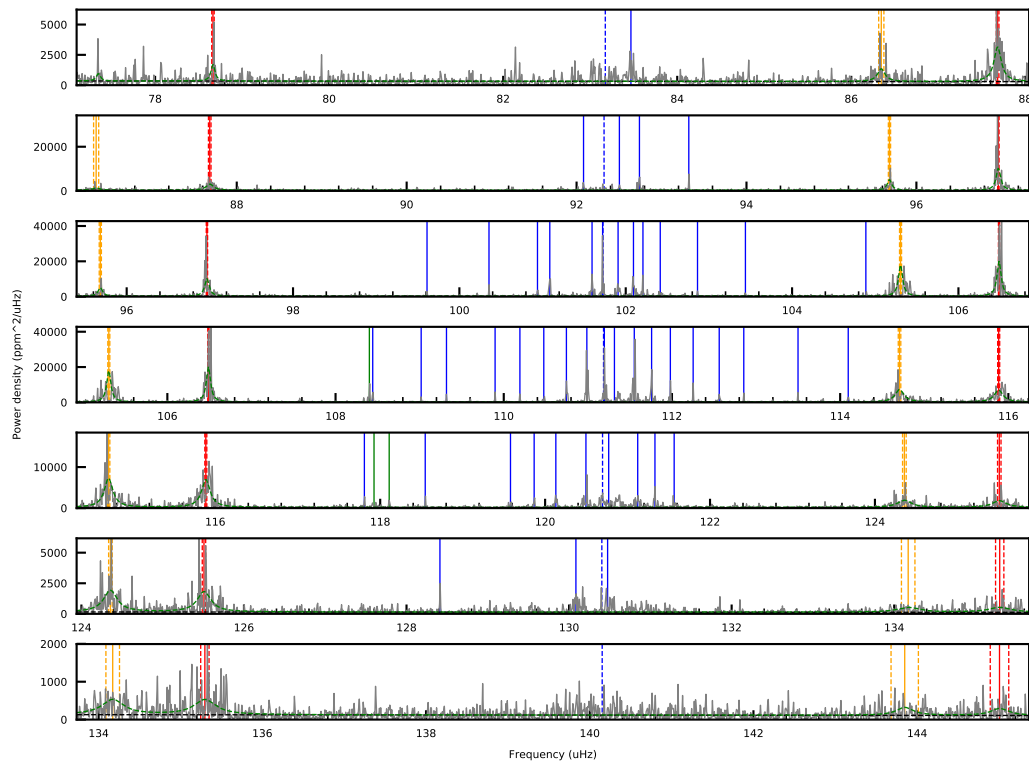 5000
2500
0
78 80 82 84 86 88
20000
0
88 90 92 94 96
40000
20000
0
96 98 100 102 104 106
40000
20000
0
106 108 110 112 114 116
Power density (ppm^2/uHz)
10000
0
116 118 120 122 124
5000
2500
0
124 126 128 130 132 134
2000
1000
0
134 136 138 140 142 144
Frequency (uHz)